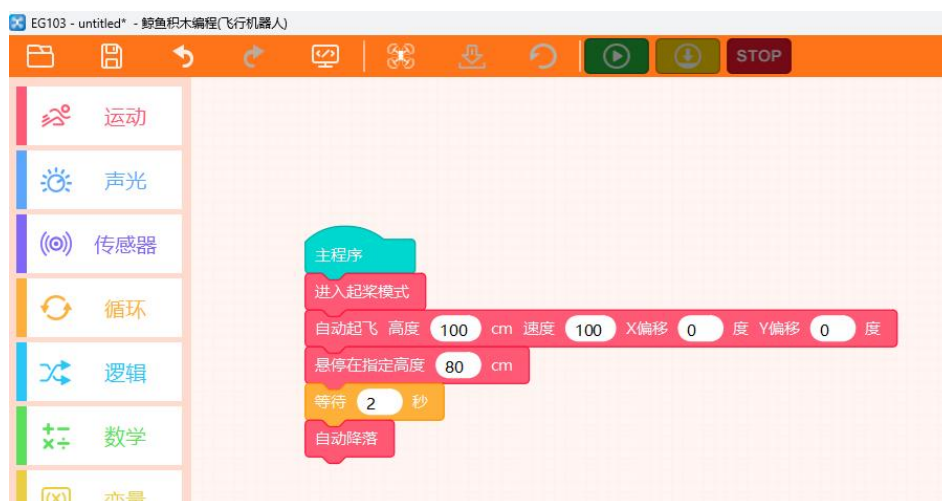 EG103 - untitled* - 鲸鱼积木编程(飞行机器人)
STOP
运动
声光
传感器
循环
逻辑
数学
变量
主程序
进入起桨模式
自动起飞 高度 100 cm 速度 100 X偏移 0 度 Y偏移 0 度
悬停在指定高度 80 cm
等待 2 秒
自动降落